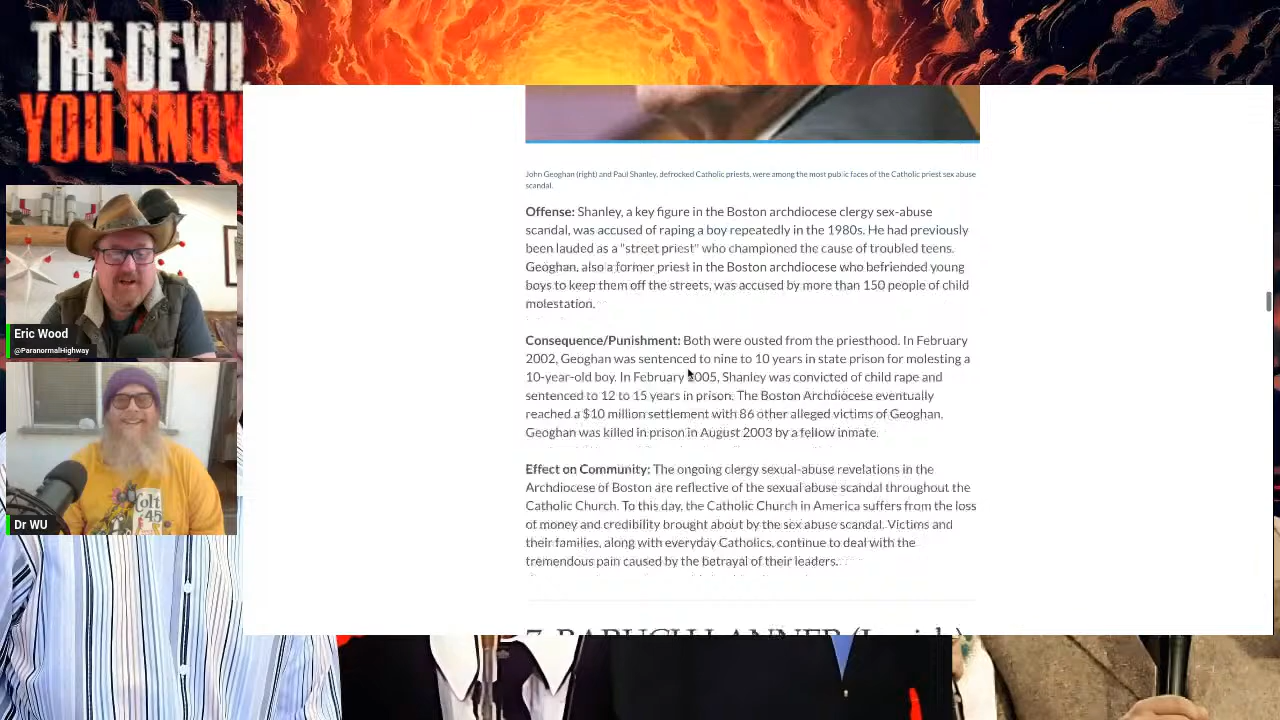 THE DEVIL
YOU KNOW
Eric Wood
@ParanormalHighway
Colt
45
Dr WU
John Geoghan (right) and Paul Shanley, defrocked Catholic priests, were among the most public faces of the Catholic priest sex abuse
scandal.
Offense: Shanley, a key figure in the Boston archdiocese clergy sex-abuse
scandal, was accused of raping a boy repeatedly in the 1980s. He had previously
been lauded as a "street priest" who championed the cause of troubled teens.
Geoghan, also a former priest in the Boston archdiocese who befriended young
boys to keep them off the streets, was accused by more than 150 people of child
molestation.
Consequence/Punishment: Both were ousted from the priesthood. In February
2002, Geoghan was sentenced to nine to 10 years in state prison for molesting a
10-year-old boy. In February 2005, Shanley was convicted of child rape and
sentenced to 12 to 15 years in prison. The Boston Archdiocese eventually
reached a $10 million settlement with 86 other alleged victims of Geoghan.
Geoghan was killed in prison in August 2003 by a fellow inmate.
Effect on Community: The ongoing clergy sexual-abuse revelations in the
Archdiocese of Boston are reflective of the sexual abuse scandal throughout the
Catholic Church. To this day, the Catholic Church in America suffers from the loss
of money and credibility brought about by the sex abuse scandal. Victims and
their families, along with everyday Catholics, continue to deal with the
tremendous pain caused by the betrayal of their leaders.
7. BARUCH LANNER (Jewish)